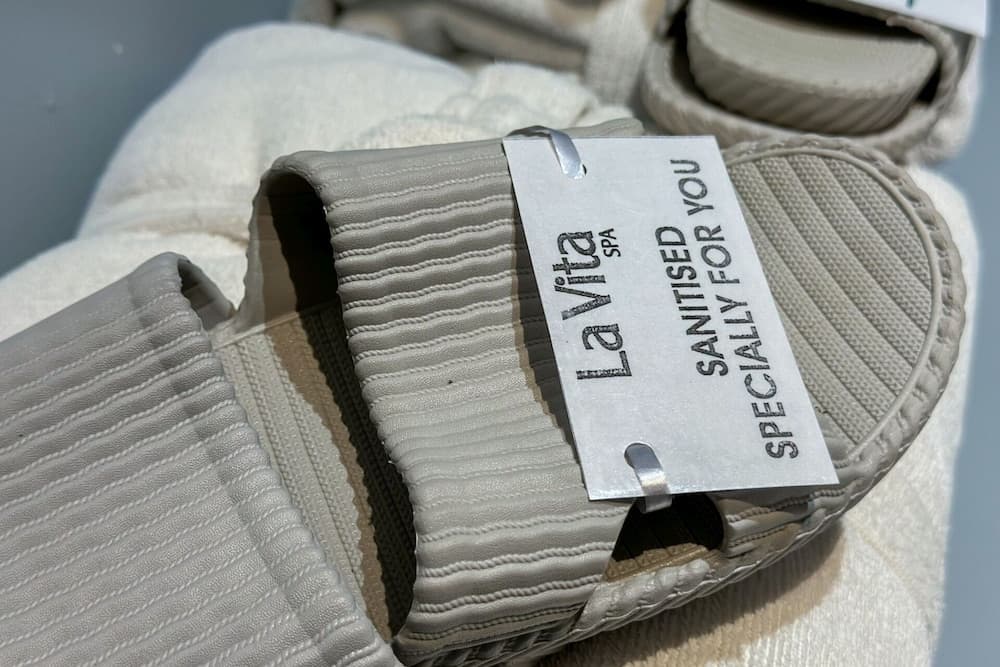 La Vita
SPA
SANITISED
SPECIALLY FOR YOU